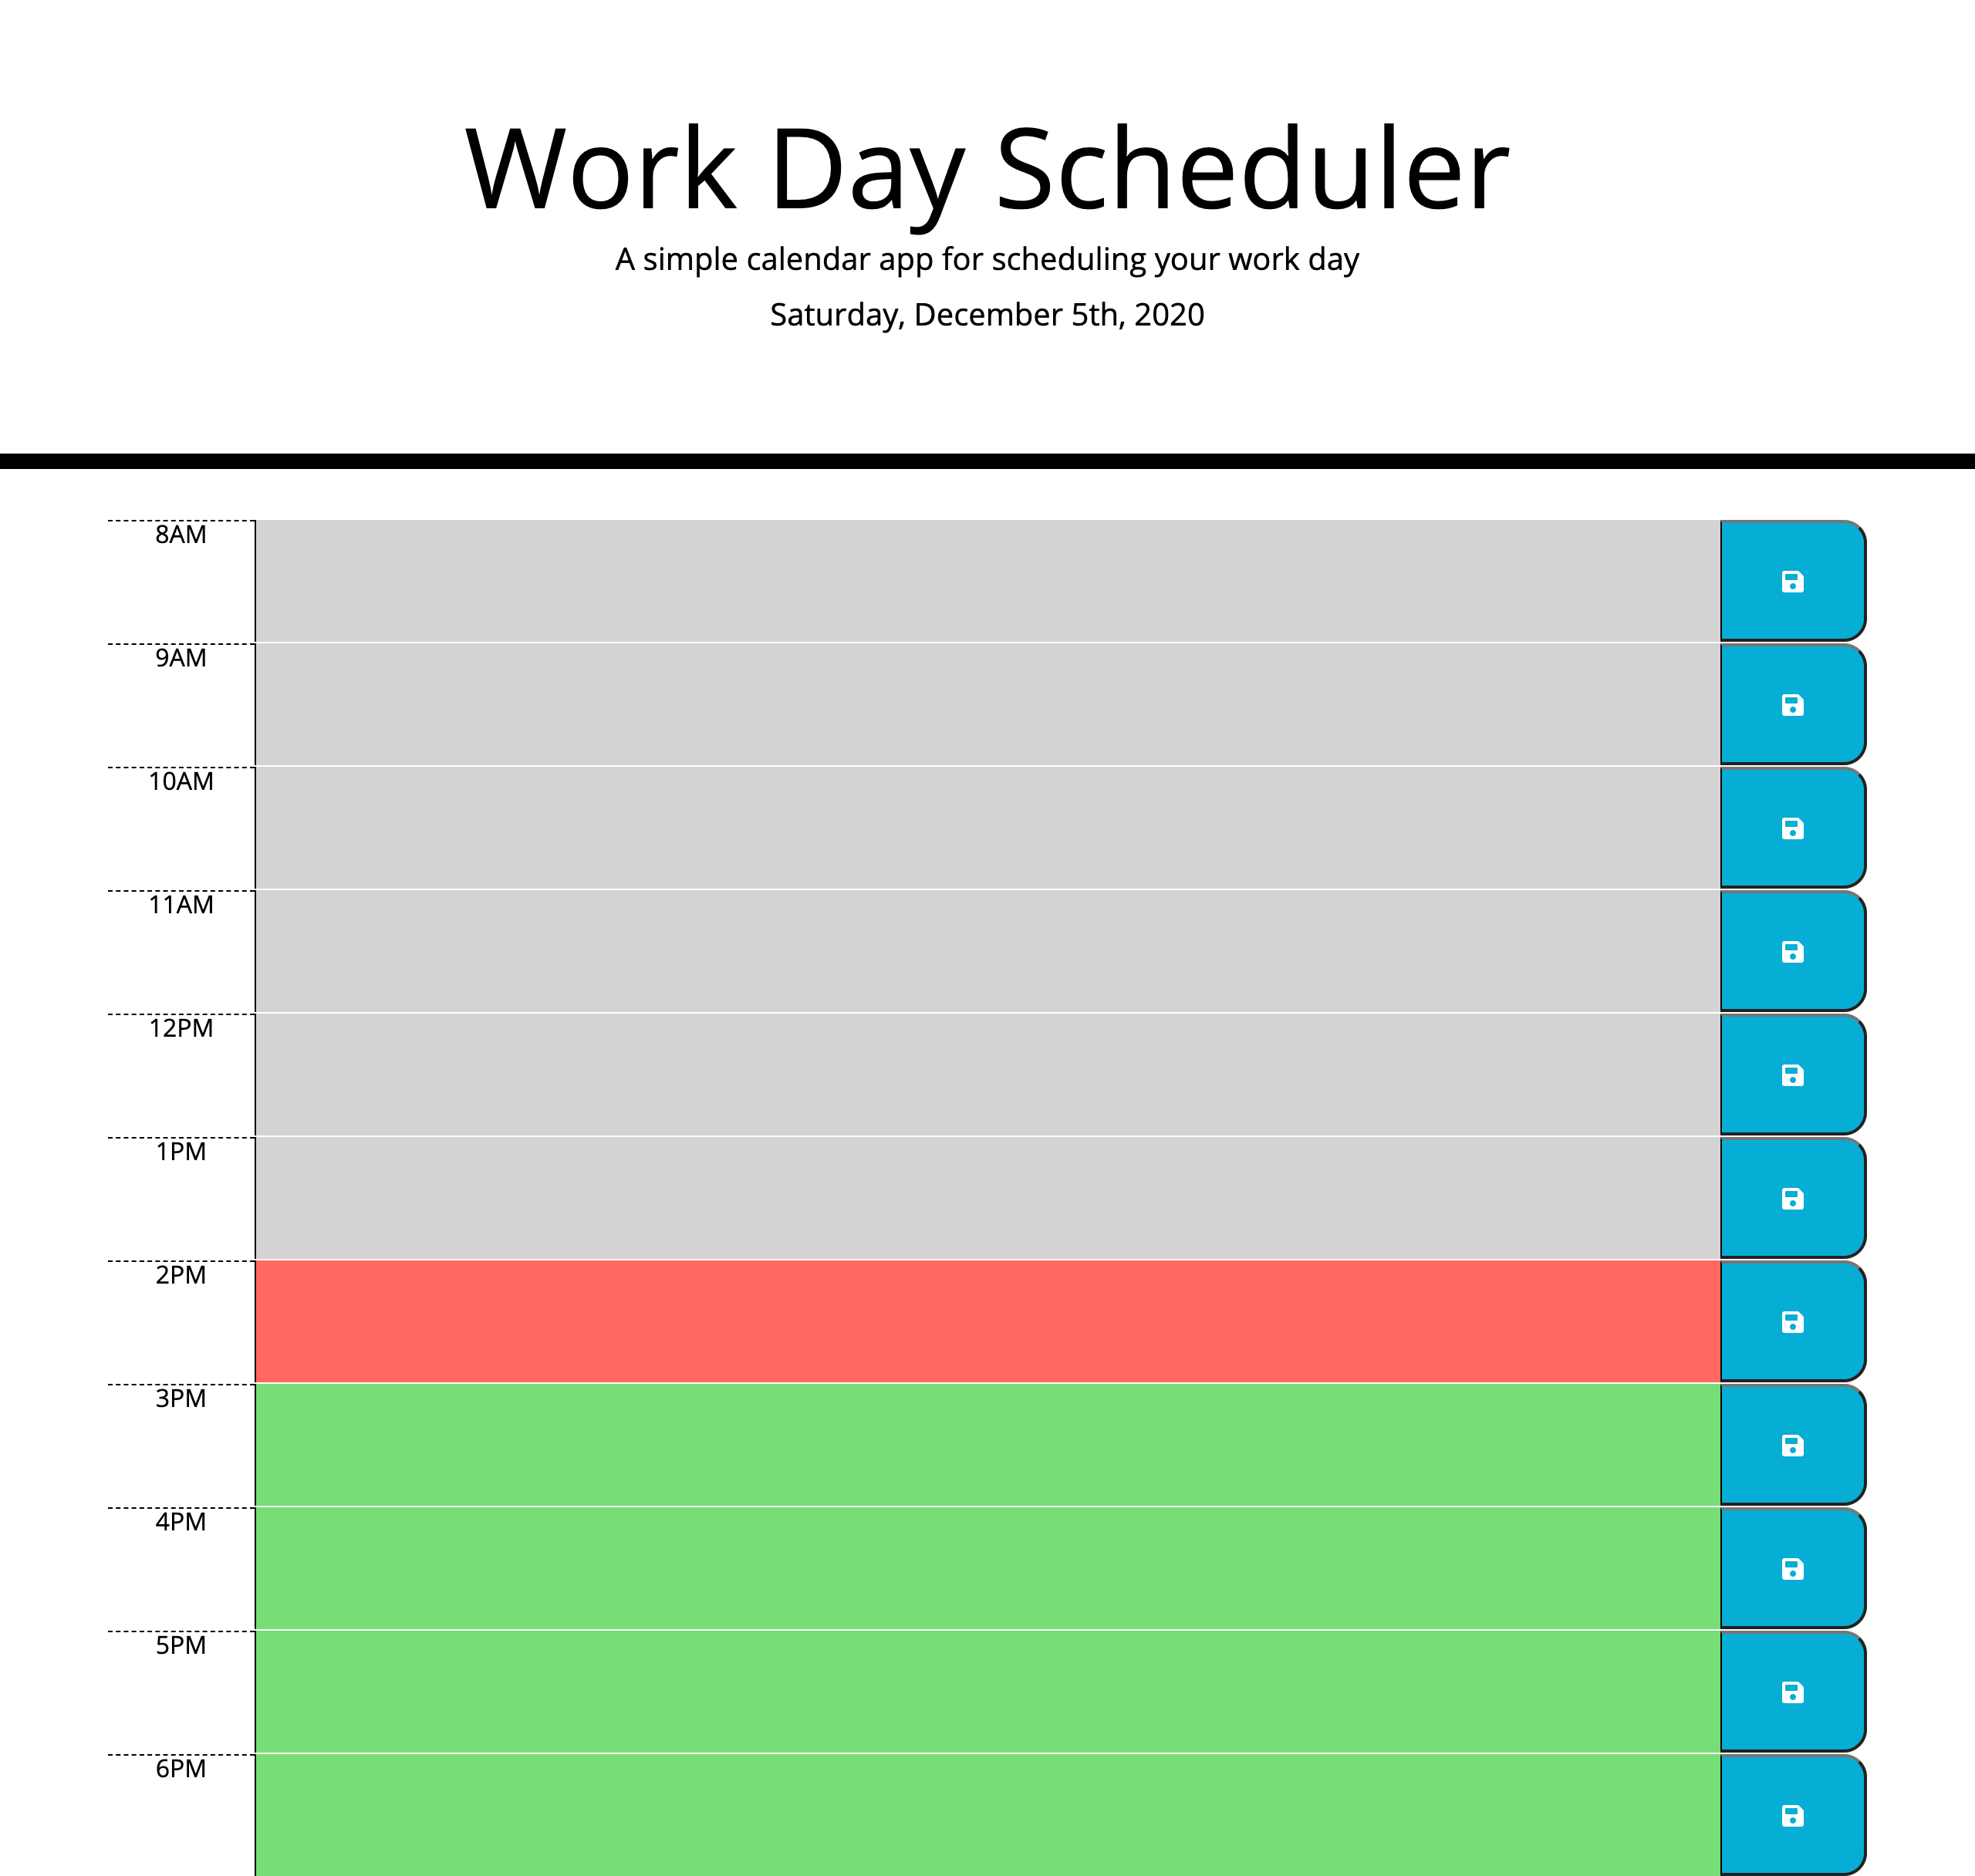 Work Day Scheduler
A simple calendar app for scheduling your work day
Saturday, December 5th, 2020
8AM
9AM
10AM
11AM
12PM
1PM
2PM
3PM
4PM
5PM
6PM